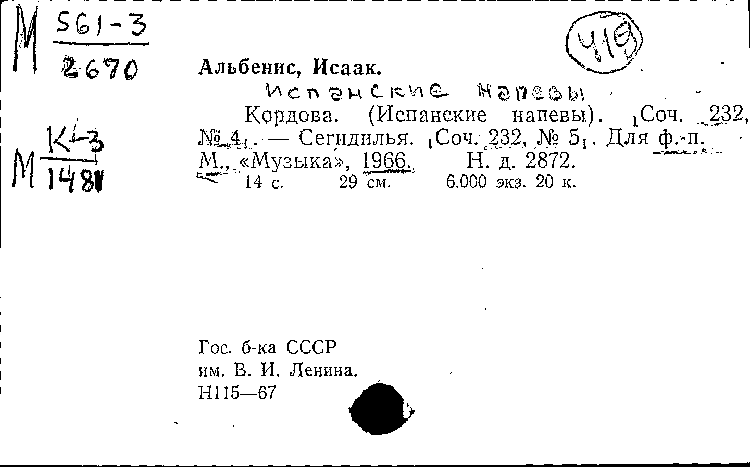 М S61-3
2670
419
Альбенис, Исаак.
Испанские напевы
Кордова. (Испанские напевы). [Соч. 232,
№ 4]. — Сегидилья. [Соч. 232, № 5]. Для ф.-п.
М., «Музыка», 1966. Н. д. 2872.
14 с. 29 см. 6.000 экз. 20 к.
М К-3
1481
Гос. б-ка СССР
им. В. И. Ленина.
Н115—67